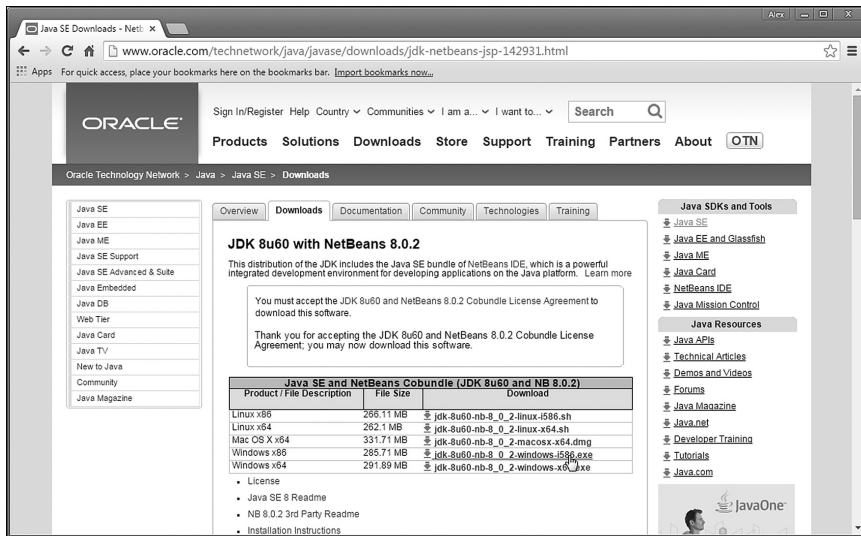 Alex
Java SE Downloads - Netb
www.oracle.com/technetwork/java/javase/downloads/jdk-netbeans-jsp-142931.html
Apps For quick access, place your bookmarks here on the bookmarks bar. Import bookmarks now...
ORACLE
Sign In/Register Help Country Communities I am a... I want to... Search
Products Solutions Downloads Store Support Training Partners About OTN
Oracle Technology Network > Java > Java SE > Downloads
Java SE
Java EE
Java ME
Java SE Support
Java SE Advanced & Suite
Java Embedded
Java DB
Web Tier
Java Card
Java TV
New to Java
Community
Java Magazine
Overview Downloads Documentation Community Technologies Training
JDK 8u60 with NetBeans 8.0.2
This distribution of the JDK includes the Java SE bundle of NetBeans IDE, which is a powerful
integrated development environment for developing applications on the Java platform. Learn more
You must accept the JDK 8u60 and NetBeans 8.0.2 Cobundle License Agreement to
download this software.
Thank you for accepting the JDK 8u60 and NetBeans 8.0.2 Cobundle License
Agreement; you may now download this software.
Java SE and NetBeans Cobundle (JDK 8u60 and NB 8.0.2)
Product / File Description File Size Download
Linux x86 266.11 MB jdk-8u60-nb-8_0_2-linux-i586.sh
Linux x64 262.1 MB jdk-8u60-nb-8_0_2-linux-x64.sh
Mac OS X x64 331.71 MB jdk-8u60-nb-8_0_2-macosx-x64.dmg
Windows x86 285.71 MB jdk-8u60-nb-8_0_2-windows-i586.exe
Windows x64 291.89 MB jdk-8u60-nb-8_0_2-windows-x64.exe
License
Java SE 8 Readme
NB 8.0.2 3rd Party Readme
Installation Instructions
Java SDKs and Tools
Java SE
Java EE and Glassfish
Java ME
Java Card
NetBeans IDE
Java Mission Control
Java Resources
Java APIs
Technical Articles
Demos and Videos
Forums
Java Magazine
Java.net
Developer Training
Tutorials
Java.com
JavaOne